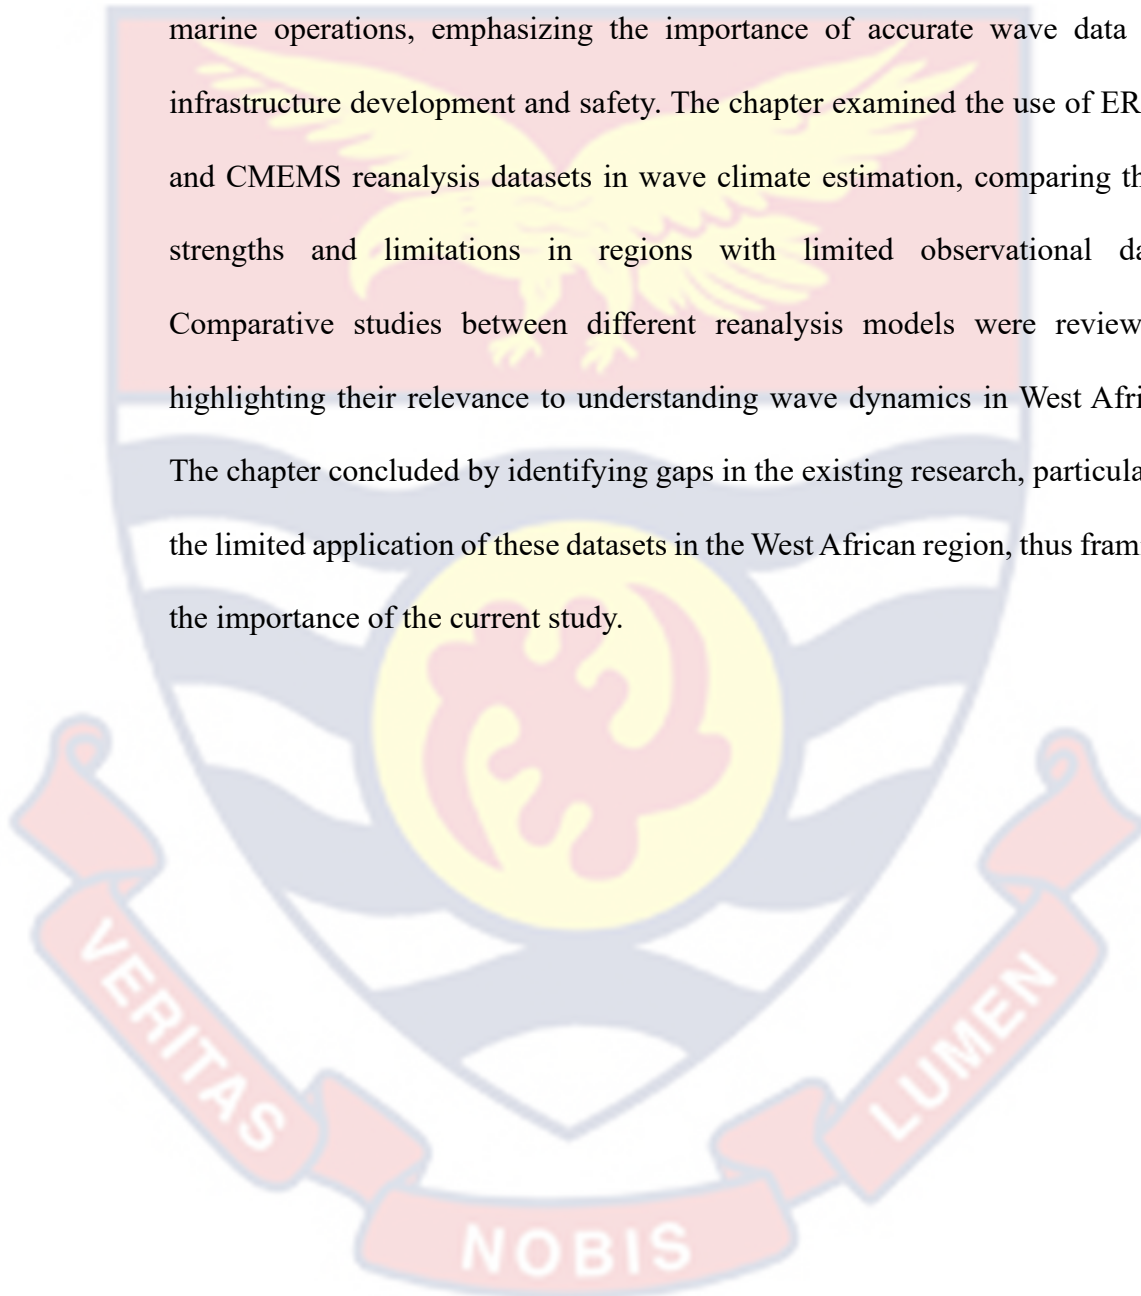 marine operations, emphasizing the importance of accurate wave data
infrastructure development and safety. The chapter examined the use of
and CMEMS reanalysis datasets in wave climate estimation, comparing
strengths and limitations in regions with limited observational
Comparative studies between different reanalysis models were
highlighting their relevance to understanding wave dynamics in West
The chapter concluded by identifying gaps in the existing research,
the limited application of these datasets in the West African region, thus
the importance of the current study.
VERITAS
NOBIS
LUMEN